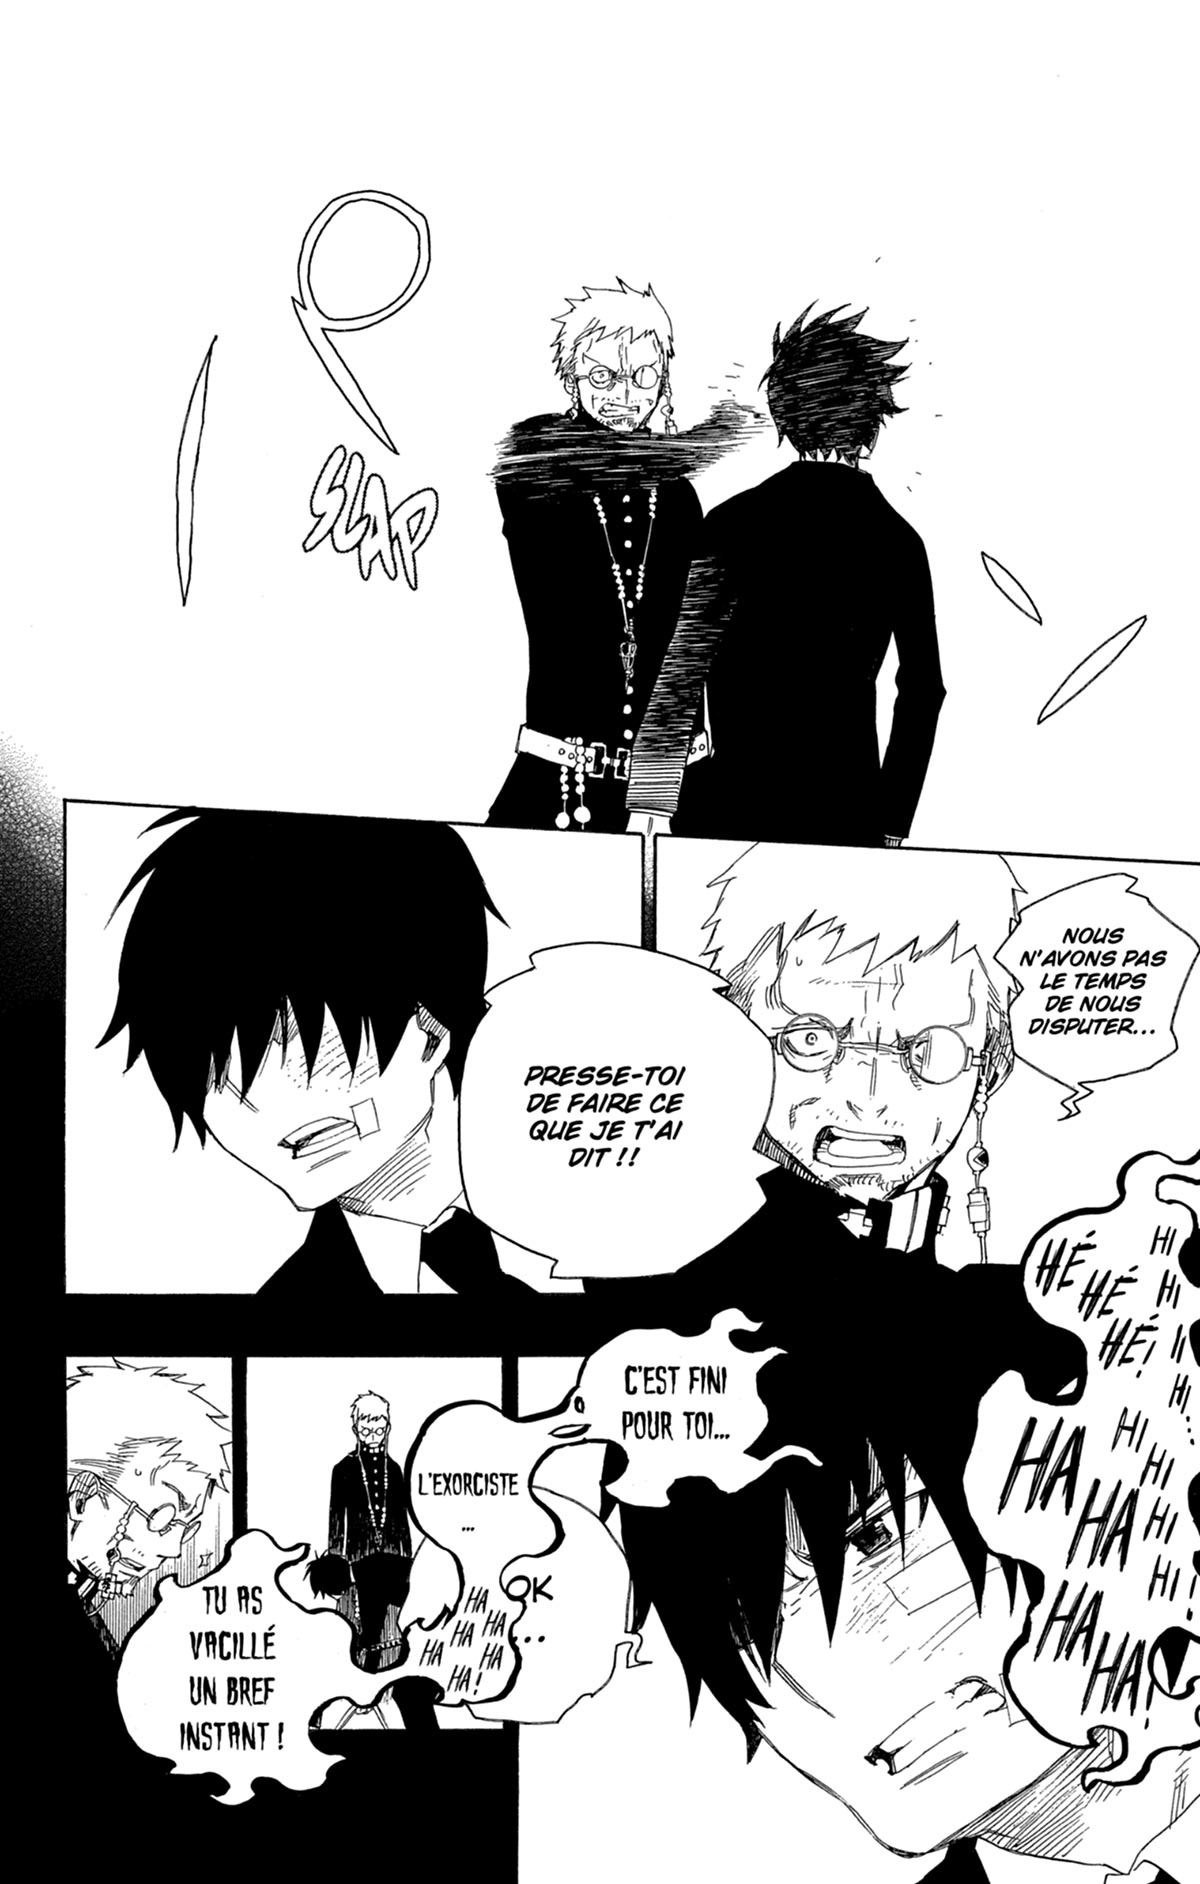 SLAP
NOUS
N'AVONS PAS
LE TEMPS
DE NOUS
DISPUTER...
PRESSE-TOI
DE FAIRE CE
QUE JE T'AI
DIT !!
HI
HI
HI
HI
HI...
HÉ
HÉ
HÉ!
HI
HI
HI
HI
HI!
HA
HA
HA
HA!
C'EST FINI
POUR TOI...
OK
...
L'EXORCISTE
...
HA
HA HA
HA HA
HA!
TU AS
VACILLÉ
UN BREF
INSTANT !